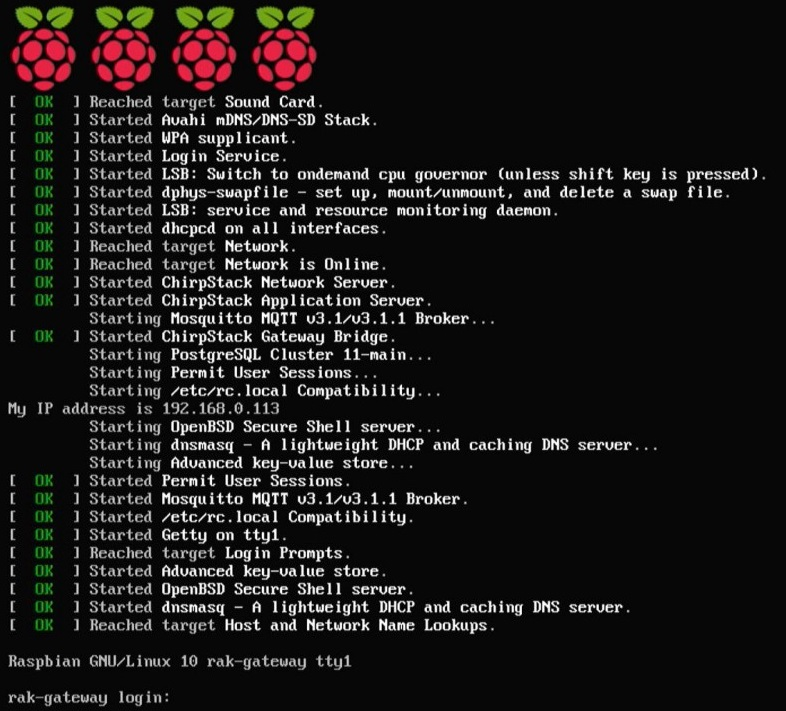 [  OK  ] Reached target Sound Card.
[  OK  ] Started Avahi mDNS/DNS-SD Stack.
[  OK  ] Started WPA supplicant.
[  OK  ] Started Login Service.
[  OK  ] Started LSB: Switch to ondemand cpu governor (unless shift key is pressed).
[  OK  ] Started dphys-swapfile - set up, mount/unmount, and delete a swap file.
[  OK  ] Started LSB: service and resource monitoring daemon.
[  OK  ] Started dhcpcd on all interfaces.
[  OK  ] Reached target Network.
[  OK  ] Reached target Network is Online.
[  OK  ] Started ChirpStack Network Server.
[  OK  ] Started ChirpStack Application Server.
         Starting Mosquitto MQTT v3.1/v3.1.1 Broker...
[  OK  ] Started ChirpStack Gateway Bridge.
         Starting PostgreSQL Cluster 11-main...
         Starting Permit User Sessions...
         Starting /etc/rc.local Compatibility...
My IP address is 192.168.0.113
         Starting OpenBSD Secure Shell server...
         Starting dnsmasq - A lightweight DHCP and caching DNS server...
         Starting Advanced key-value store...
[  OK  ] Started Permit User Sessions.
[  OK  ] Started Mosquitto MQTT v3.1/v3.1.1 Broker.
[  OK  ] Started /etc/rc.local Compatibility.
[  OK  ] Started Getty on tty1.
[  OK  ] Reached target Login Prompts.
[  OK  ] Started Advanced key-value store.
[  OK  ] Started OpenBSD Secure Shell server.
[  OK  ] Started dnsmasq - A lightweight DHCP and caching DNS server.
[  OK  ] Reached target Host and Network Name Lookups.
Raspbian GNU/Linux 10 rak-gateway tty1
rak-gateway login: